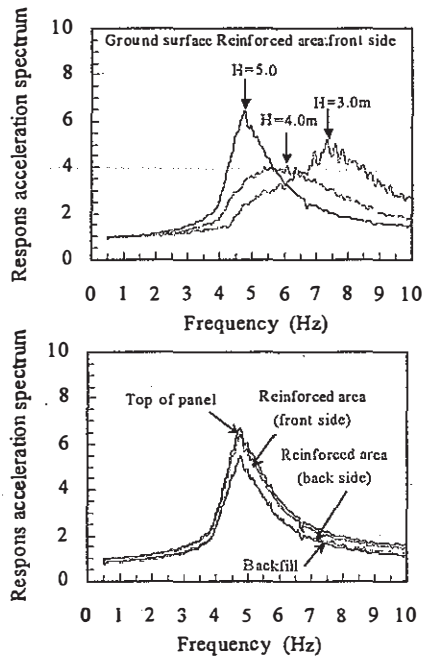 Respons acceleration spectrum
10
8
6
4
2
0
Ground surface Reinforced area:front side
H=5.0
H=4.0m
H=3.0m
0 1 2 3 4 5 6 7 8 9 10
Frequency (Hz)
Respons acceleration spectrum
10
8
6
4
2
0
Top of panel
Reinforced area
(front side)
Reinforced area
(back side)
Backfill
0 1 2 3 4 5 6 7 8 9 10
Frequency (Hz)